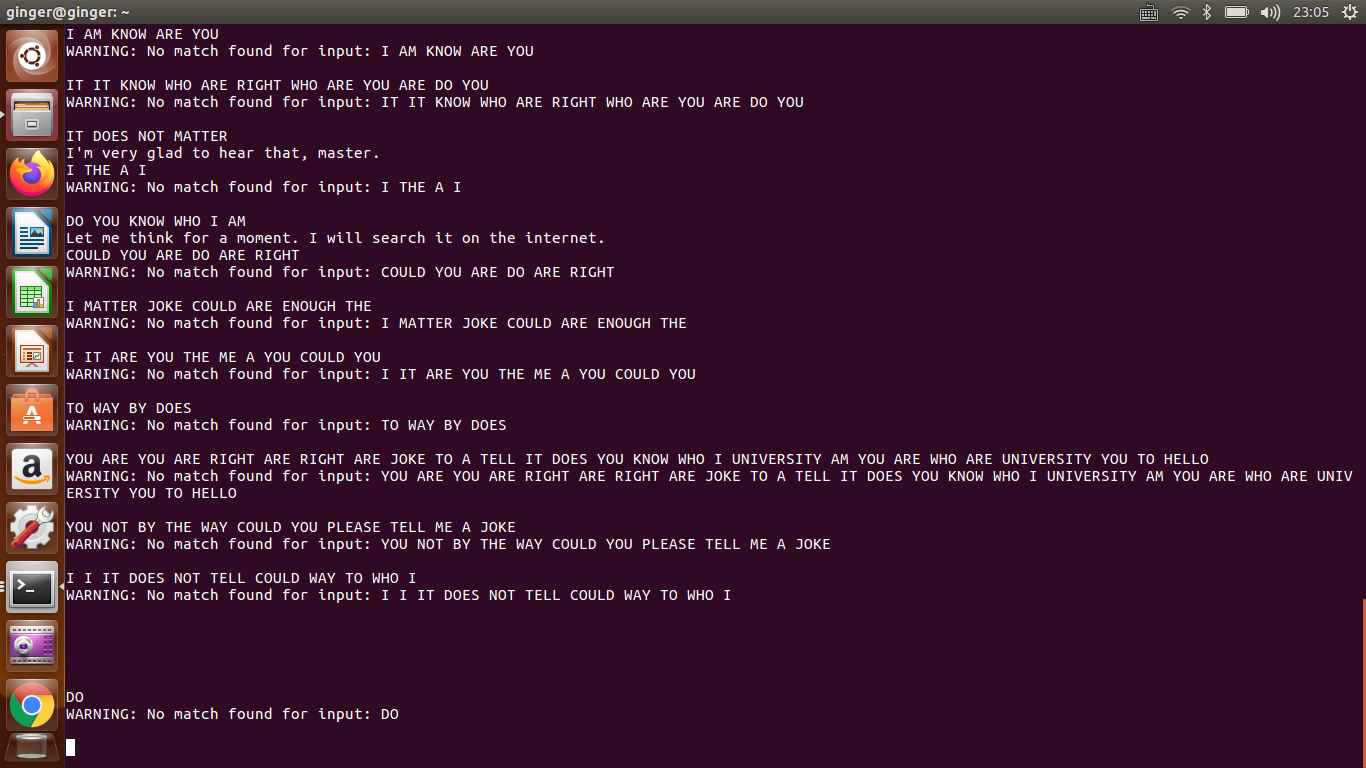 ginger@ginger: ~
23:05
I AM KNOW ARE YOU
WARNING: No match found for input: I AM KNOW ARE YOU
IT IT KNOW WHO ARE RIGHT WHO ARE YOU ARE DO YOU
WARNING: No match found for input: IT IT KNOW WHO ARE RIGHT WHO ARE YOU ARE DO YOU
IT DOES NOT MATTER
I'm very glad to hear that, master.
I THE A I
WARNING: No match found for input: I THE A I
DO YOU KNOW WHO I AM
Let me think for a moment. I will search it on the internet.
COULD YOU ARE DO ARE RIGHT
WARNING: No match found for input: COULD YOU ARE DO ARE RIGHT
I MATTER JOKE COULD ARE ENOUGH THE
WARNING: No match found for input: I MATTER JOKE COULD ARE ENOUGH THE
I IT ARE YOU THE ME A YOU COULD YOU
WARNING: No match found for input: I IT ARE YOU THE ME A YOU COULD YOU
TO WAY BY DOES
WARNING: No match found for input: TO WAY BY DOES
YOU ARE YOU ARE RIGHT ARE RIGHT ARE JOKE TO A TELL IT DOES YOU KNOW WHO I UNIVERSITY AM YOU ARE WHO ARE UNIVERSITY YOU TO HELLO
WARNING: No match found for input: YOU ARE YOU ARE RIGHT ARE RIGHT ARE JOKE TO A TELL IT DOES YOU KNOW WHO I UNIVERSITY AM YOU ARE WHO ARE UNIV
ERSITY YOU TO HELLO
YOU NOT BY THE WAY COULD YOU PLEASE TELL ME A JOKE
WARNING: No match found for input: YOU NOT BY THE WAY COULD YOU PLEASE TELL ME A JOKE
I I IT DOES NOT TELL COULD WAY TO WHO I
WARNING: No match found for input: I I IT DOES NOT TELL COULD WAY TO WHO I
DO
WARNING: No match found for input: DO